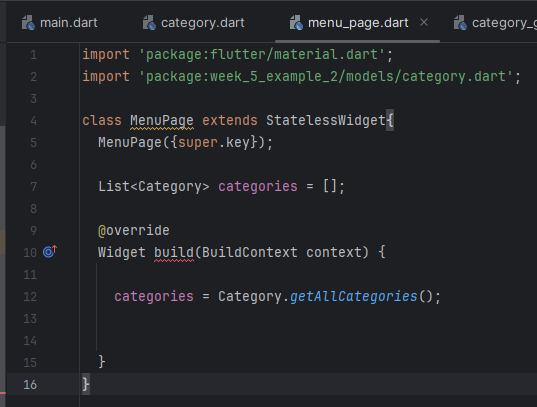 main.dart category.dart menu_page.dart category_g
1 import 'package:flutter/material.dart';
2 import 'package:week_5_example_2/models/category.dart';
3
4 class MenuPage extends StatelessWidget{
5 MenuPage({super.key});
6
7 List<Category> categories = [];
8
9 @override
10 Widget build(BuildContext context) {
11
12 categories = Category.getAllCategories();
13
14
15 }
16 }